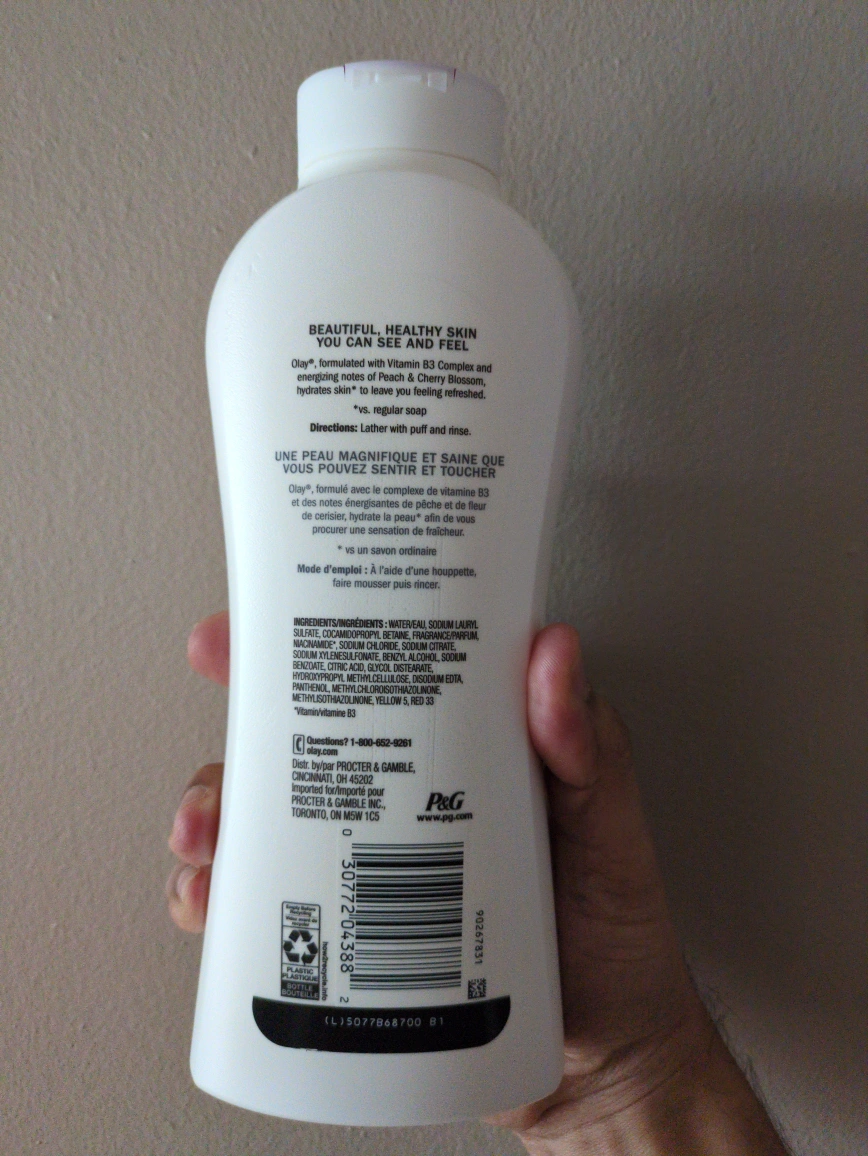 BEAUTIFUL, HEALTHY SKIN
YOU CAN SEE AND FEEL
Olay®, formulated with Vitamin B3 Complex and
energizing notes of Peach & Cherry Blossom,
hydrates skin* to leave you feeling refreshed.
*vs. regular soap
Directions: Lather with puff and rinse.
UNE PEAU MAGNIFIQUE ET SAINE QUE
VOUS POUVEZ SENTIR ET TOUCHER
Olay®, formulé avec le complexe de vitamine B3
et des notes énergisantes de pêche et de fleur
de cerisier, hydrate la peau* afin de vous
procurer une sensation de fraîcheur.
* vs un savon ordinaire
Mode d'emploi : À l'aide d'une houppette,
faire mousser puis rincer.
INGREDIENTS/INGRÉDIENTS : WATER/EAU, SODIUM LAURYL
SULFATE, COCAMIDOPROPYL BETAINE, FRAGRANCE/PARFUM,
NIACINAMIDE*, SODIUM CHLORIDE, SODIUM CITRATE,
SODIUM XYLENESULFONATE, BENZYL ALCOHOL, SODIUM
BENZOATE, CITRIC ACID, GLYCOL DISTEARATE,
HYDROXYPROPYL METHYLCELLULOSE, DISODIUM EDTA,
PANTHENOL, METHYLCHLOROISOTHIAZOLINONE,
METHYLISOTHIAZOLINONE, YELLOW 5, RED 33
*Vitamin/vitamine B3
Questions? 1-800-652-9261
olay.com
Distr. by/par PROCTER & GAMBLE,
CINCINNATI, OH 45202
Imported for/Importé pour
PROCTER & GAMBLE INC.,
TORONTO, ON M5W 1C5
P&G
www.pg.com
0 30772 04388 2
90267831
Empty Before
Recycling
PLASTIC
PLASTIQUE
BOTTLE
BOUTEILLE
how2recycle.info
(L)5077B68700 B1